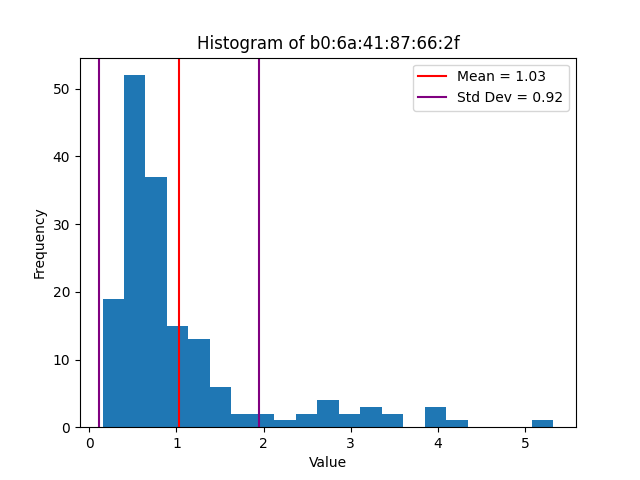 Histogram of b0:6a:41:87:66:2f
Mean = 1.03
Std Dev = 0.92
Frequency
50
40
30
20
10
0
0 1 2 3 4 5
Value